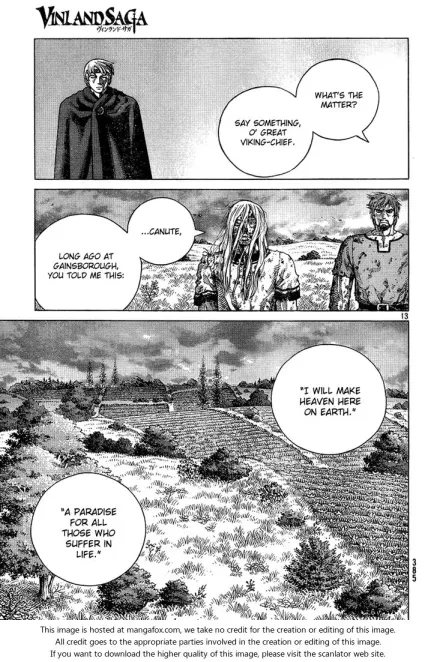 VINLAND SAGA
ヴィンランド・サガ
WHAT'S THE
MATTER?
SAY SOMETHING,
O' GREAT
VIKING-CHIEF.
...CANUTE,
LONG AGO AT
GAINSBOROUGH,
YOU TOLD ME THIS:
13
"I WILL MAKE
HEAVEN HERE
ON EARTH."
"A PARADISE
FOR ALL
THOSE WHO
SUFFER IN
LIFE."
385
This image is hosted at mangafox.com, we take no credit for the creation or editing of this image.
All credit goes to the appropriate parties involved in the creation or editing of this image.
If you want to download the higher quality of this image, please visit the scanlator web site.